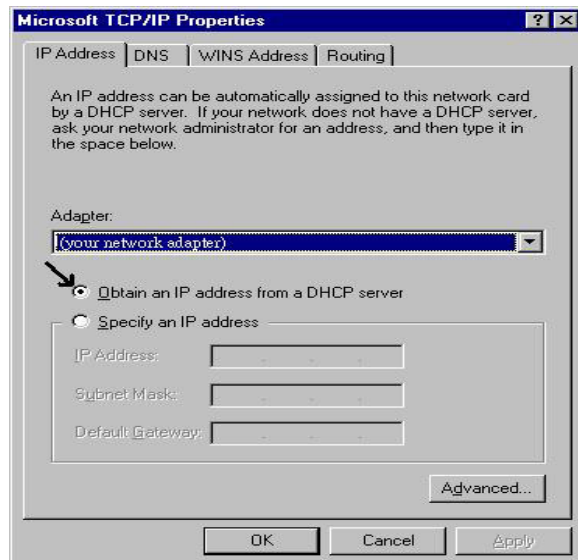 Microsoft TCP/IP Properties
IP Address DNS WINS Address Routing
An IP address can be automatically assigned to this network card
by a DHCP server. If your network does not have a DHCP server,
ask your network administrator for an address, and then type it in
the space below.
Adapter:
(your network adapter)
Obtain an IP address from a DHCP server
Specify an IP address
IP Address:
Subnet Mask:
Default Gateway:
Advanced...
OK Cancel Apply